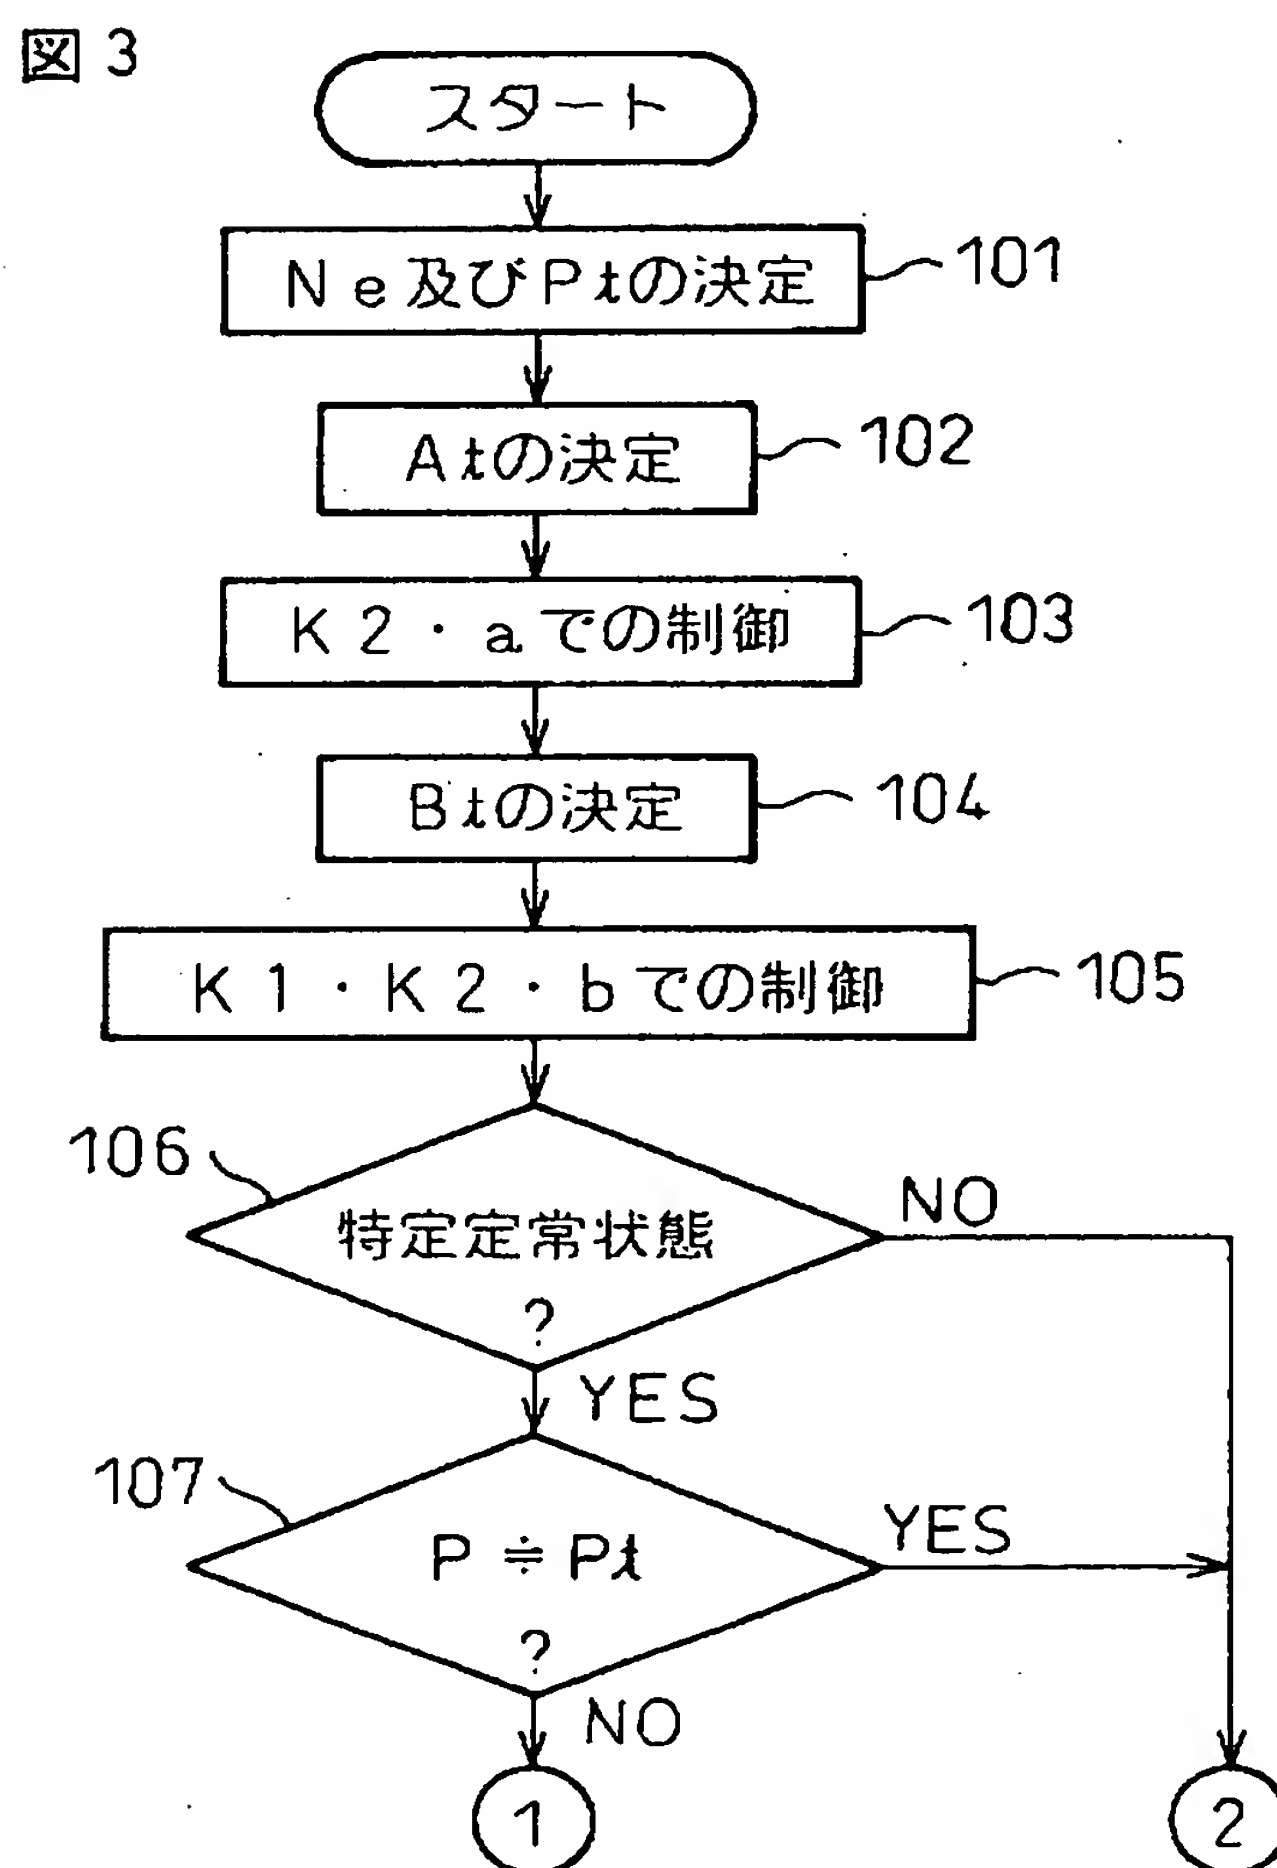 図3
スタート
Ne及びPtの決定
101
Atの決定
102
K2・aでの制御
103
Btの決定
104
K1・K2・bでの制御
105
106
特定定常状態
?
NO
YES
107
P≒Pt
?
YES
NO
1
2